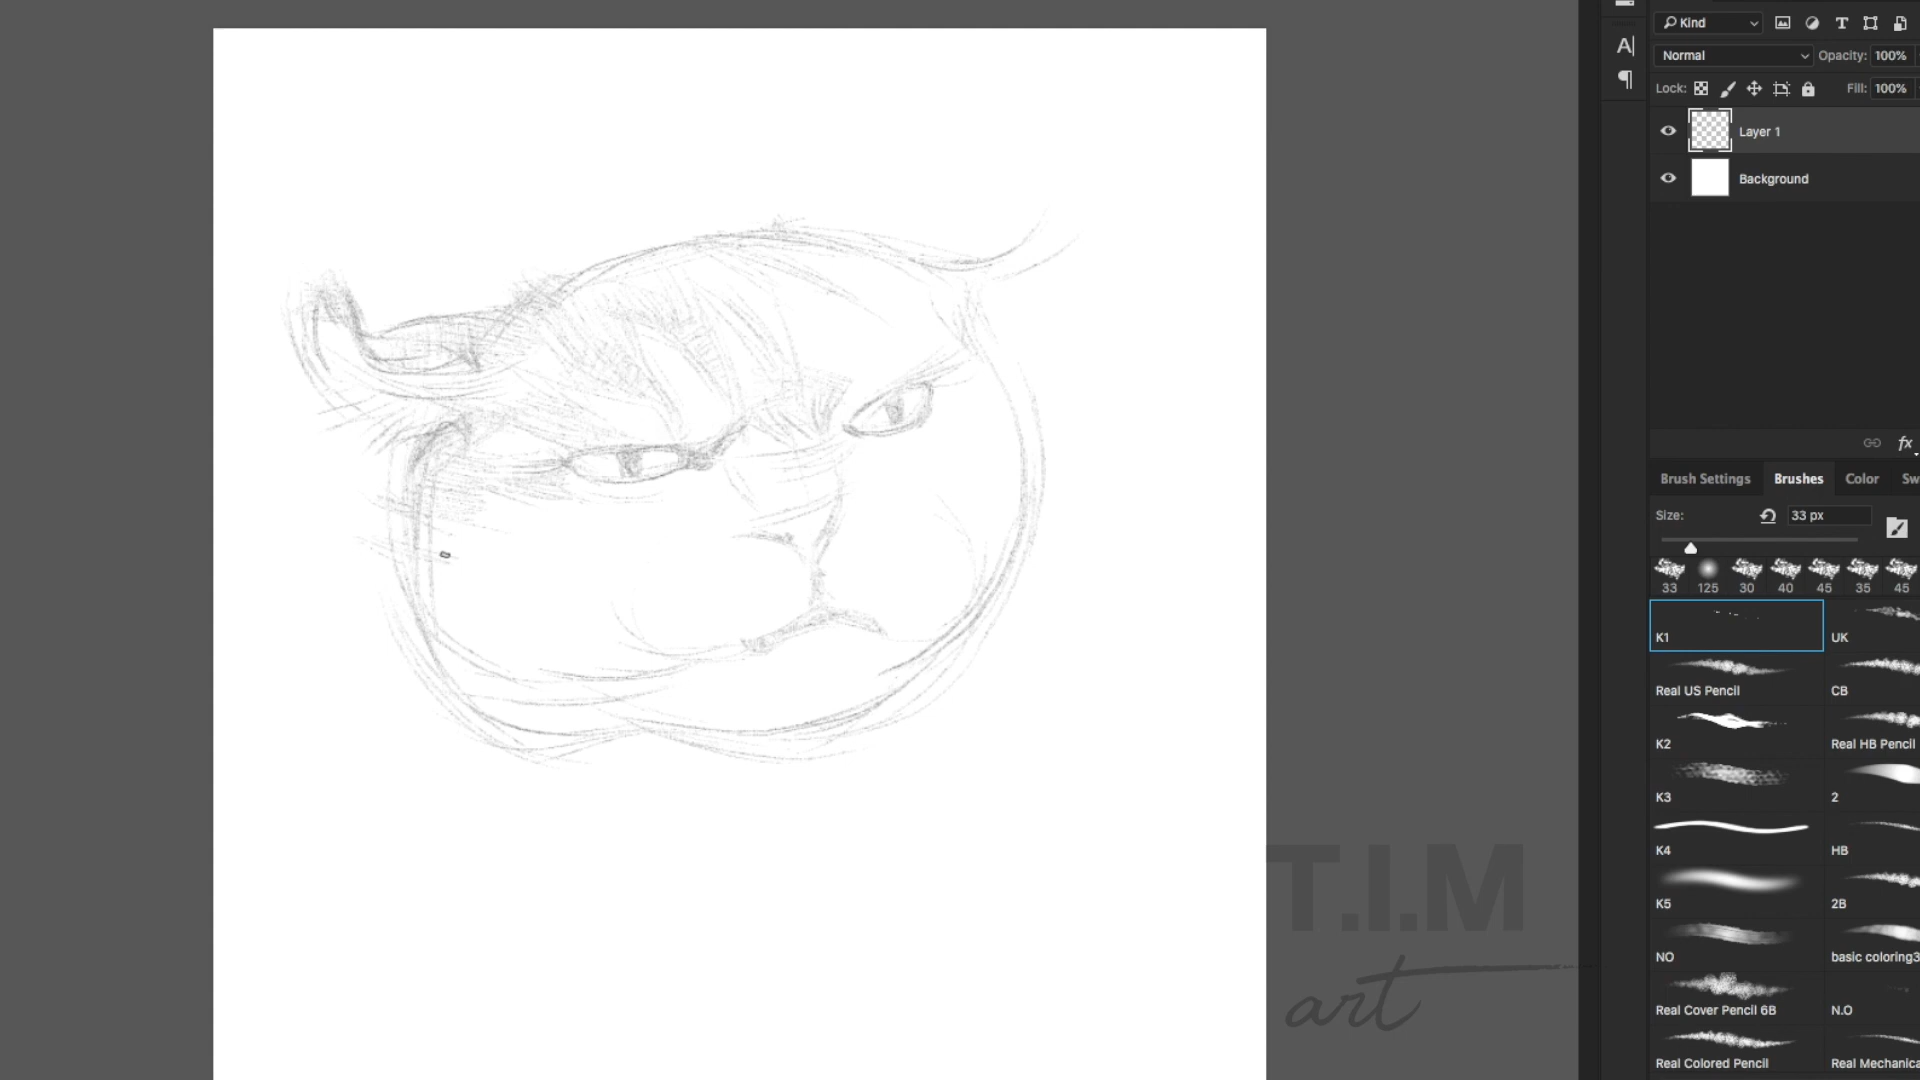 Kind
Normal
Opacity: 100%
Lock:
Fill: 100%
Layer 1
Background
fx
Brush Settings
Brushes
Color
Sw
Size:
33 px
33 125 30 40 45 35 45
K1
UK
Real US Pencil
CB
K2
Real HB Pencil
K3
2
K4
HB
K5
2B
NO
basic coloring3
Real Cover Pencil 6B
N.O
Real Colored Pencil
Real Mechanica
T.I.M
art